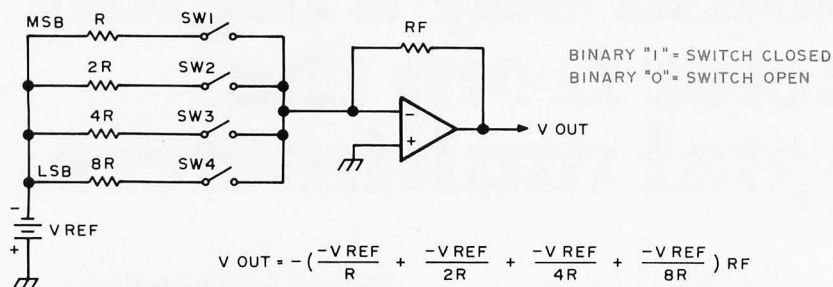 MSB R SW1
2R SW2
4R SW3
LSB 8R SW4
-
+
V REF
RF
-
+
V OUT
BINARY "1" = SWITCH CLOSED
BINARY "0" = SWITCH OPEN
V OUT = -( -V REF/R + -V REF/2R + -V REF/4R + -V REF/8R ) RF